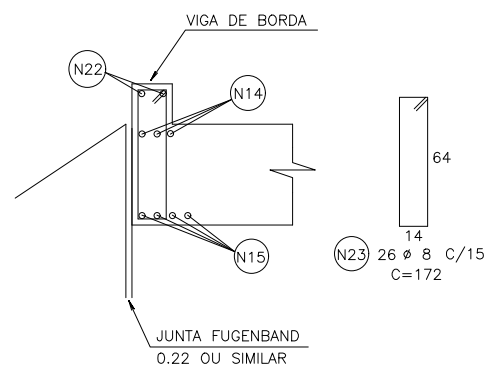 VIGA DE BORDA
N22
N14
64
14
N15
N23 26 ø 8 C/15
C=172
JUNTA FUGENBAND
0.22 OU SIMILAR